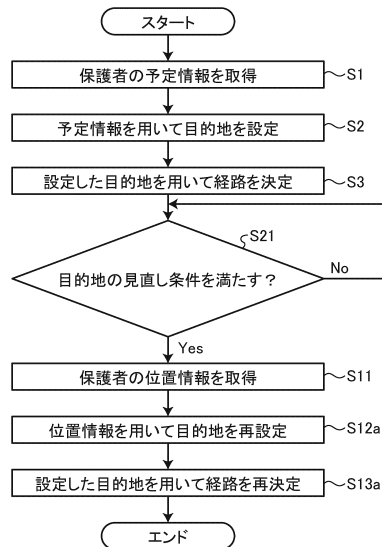 スタート
保護者の予定情報を取得 S1
予定情報を用いて目的地を設定 S2
設定した目的地を用いて経路を決定 S3
S21
目的地の見直し条件を満たす?
No
Yes
保護者の位置情報を取得 S11
位置情報を用いて目的地を再設定 S12a
設定した目的地を用いて経路を再決定 S13a
エンド